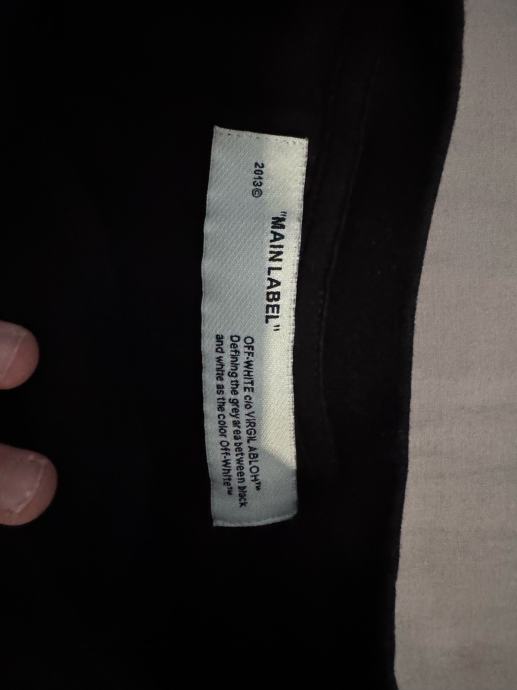 2013©
"MAIN LABEL"
OFF-WHITE c/o VIRGIL ABLOH™
Defining the grey area between black
and white as the color Off-White™